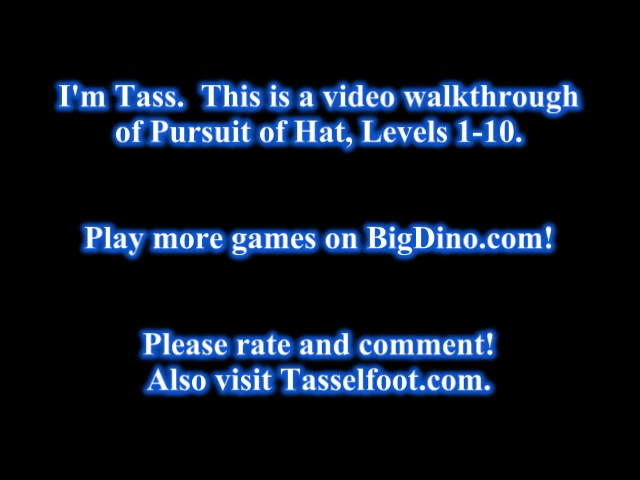 I'm Tass. This is a video walkthrough
of Pursuit of Hat, Levels 1-10.
Play more games on BigDino.com!
Please rate and comment!
Also visit Tasselfoot.com.